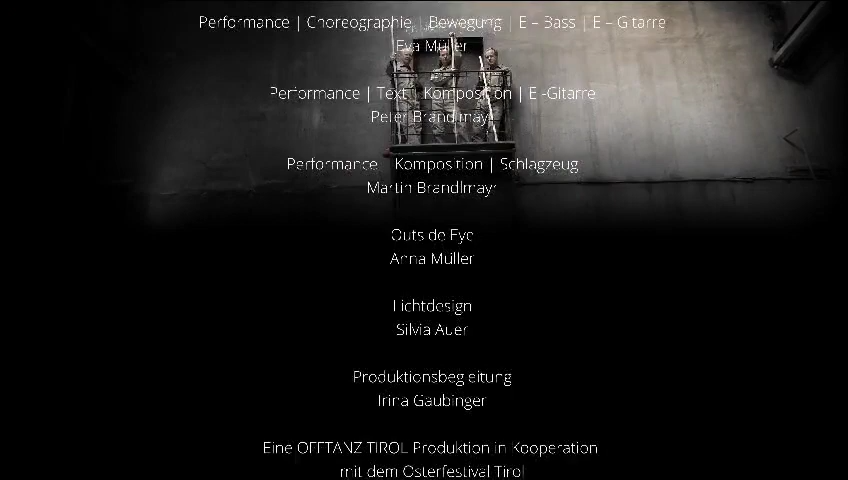 Performance | Choreographie | Bewegung | E – Bass | E – Gitarre
Eva Müller
Performance | Text | Komposition | E -GItarre
Peter Brandlmayr
Performance | Komposition | Schlagzeug
Martin Brandlmayr
Outside Eye
Anna Müller
Lichtdesign
Silvia Auer
Produktionsbegleitung
Irina Gaubinger
Eine OFFTANZ TIROL Produktion in Kooperation
mit dem Osterfestival Tirol